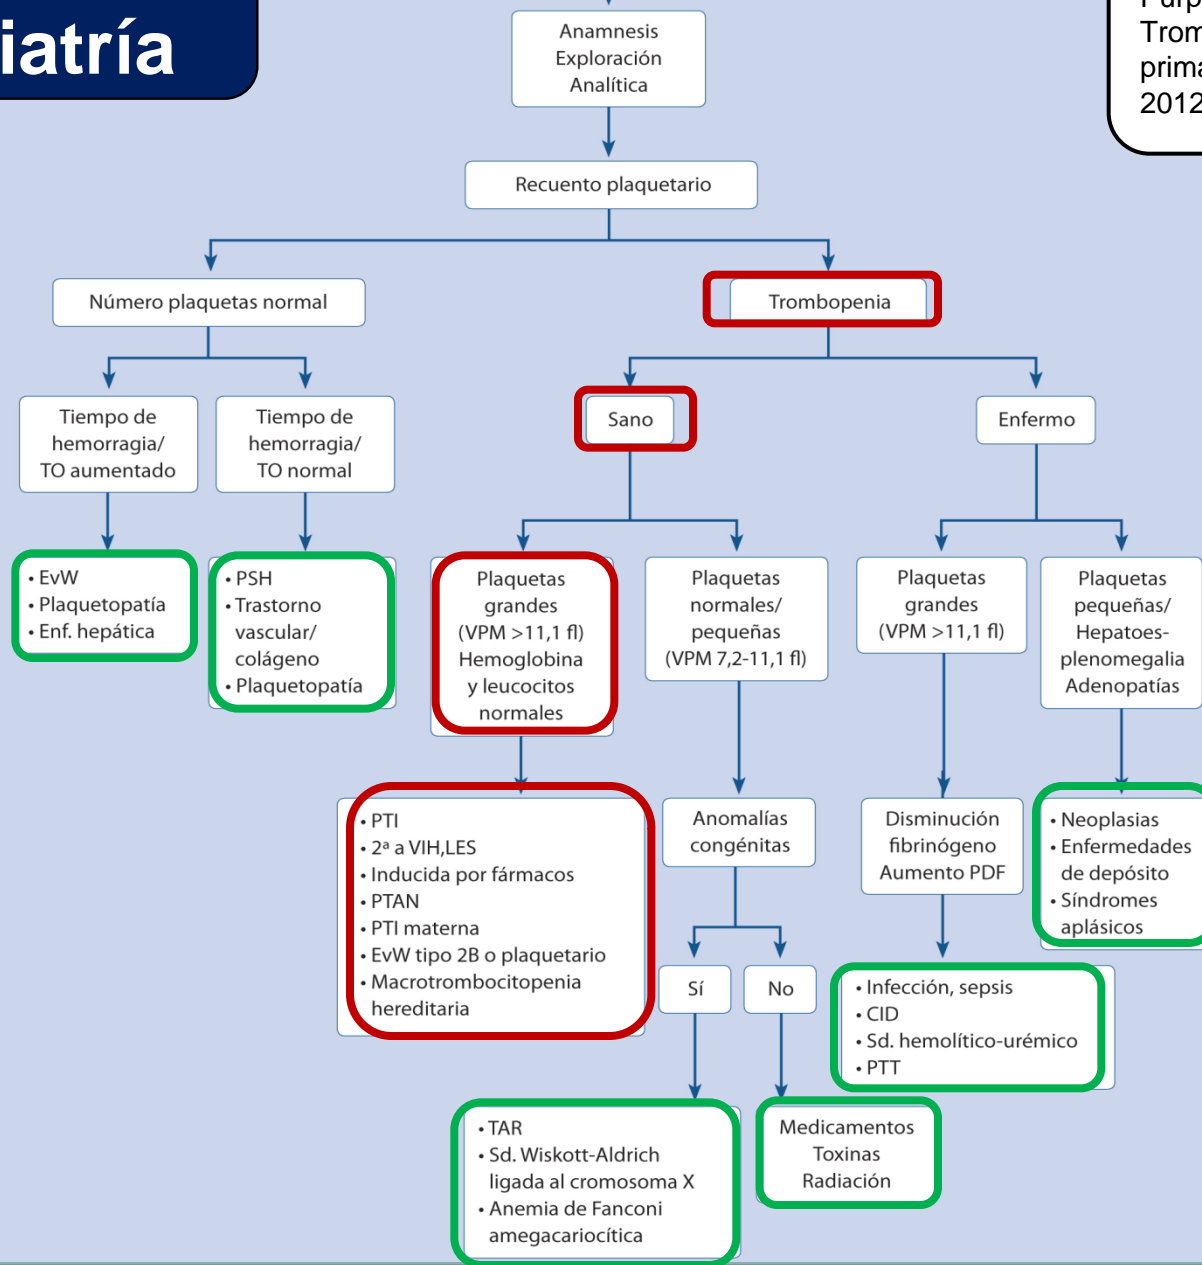 iatría
Trom
prima
2012
Anamnesis
Exploración
Analítica
Recuento plaquetario
Número plaquetas normal
Trombopenia
Tiempo de
hemorragia/
TO aumentado
Tiempo de
hemorragia/
TO normal
Sano
Enfermo
• EvW
• Plaquetopatía
• Enf. hepática
• PSH
• Trastorno
vascular/
colágeno
• Plaquetopatía
Plaquetas
grandes
(VPM >11,1 fl)
Hemoglobina
y leucocitos
normales
Plaquetas
normales/
pequeñas
(VPM 7,2-11,1 fl)
Plaquetas
grandes
(VPM >11,1 fl)
Plaquetas
pequeñas/
Hepatoes-
plenomegalia
Adenopatías
• PTI
• 2ª a VIH,LES
• Inducida por fármacos
• PTAN
• PTI materna
• EvW tipo 2B o plaquetario
• Macrotrombocitopenia
hereditaria
Anomalías
congénitas
Disminución
fibrinógeno
Aumento PDF
• Neoplasias
• Enfermedades
de depósito
• Síndromes
aplásicos
Sí
No
• Infección, sepsis
• CID
• Sd. hemolítico-urémico
• PTT
• TAR
• Sd. Wiskott-Aldrich
ligada al cromosoma X
• Anemia de Fanconi
amegacariocítica
Medicamentos
Toxinas
Radiación